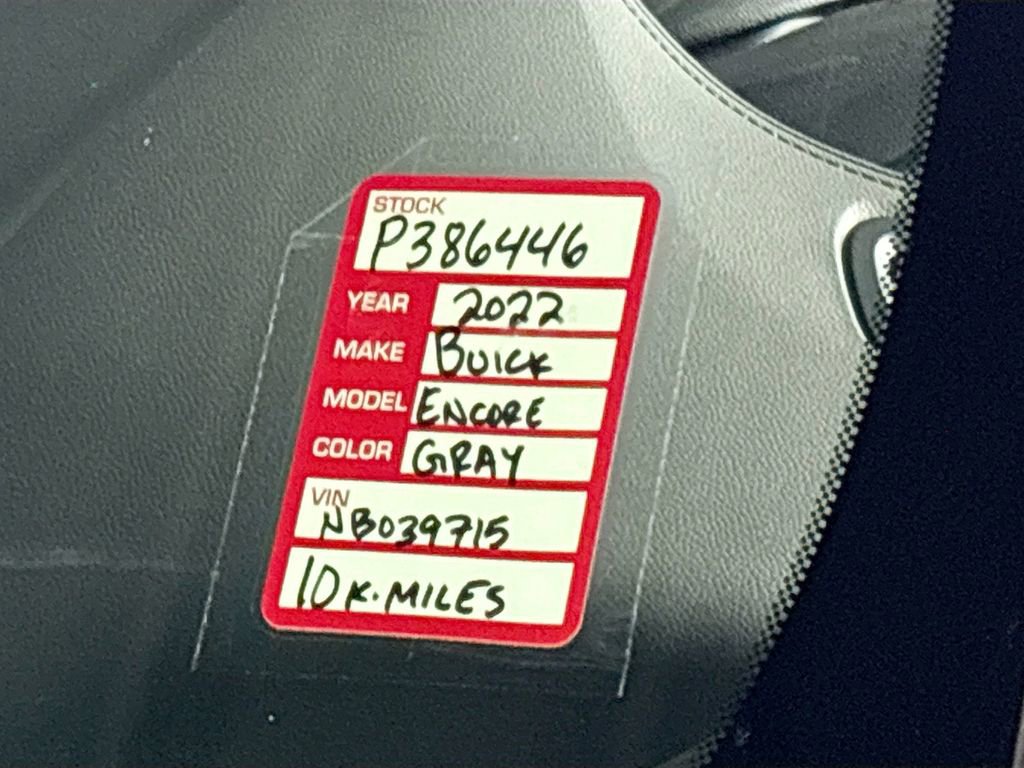 STOCK
P386446
YEAR 2022
MAKE BUICK
MODEL ENCORE
COLOR GRAY
VIN
NB039715
10K.MILES